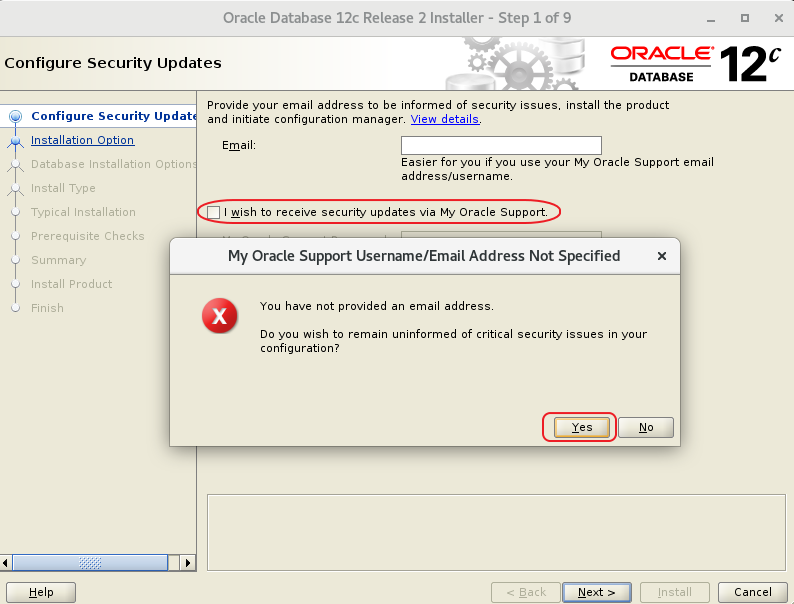 Oracle Database 12c Release 2 Installer - Step 1 of 9
Configure Security Updates
ORACLE
DATABASE
12c
Configure Security Update
Installation Option
Database Installation Options
Install Type
Typical Installation
Prerequisite Checks
Summary
Install Product
Finish
Provide your email address to be informed of security issues, install the product
and initiate configuration manager. View details.
Email:
Easier for you if you use your My Oracle Support email
address/username.
I wish to receive security updates via My Oracle Support.
My Oracle Support Username/Email Address Not Specified
You have not provided an email address.
Do you wish to remain uninformed of critical security issues in your
configuration?
Yes
No
Help
< Back
Next >
Install
Cancel